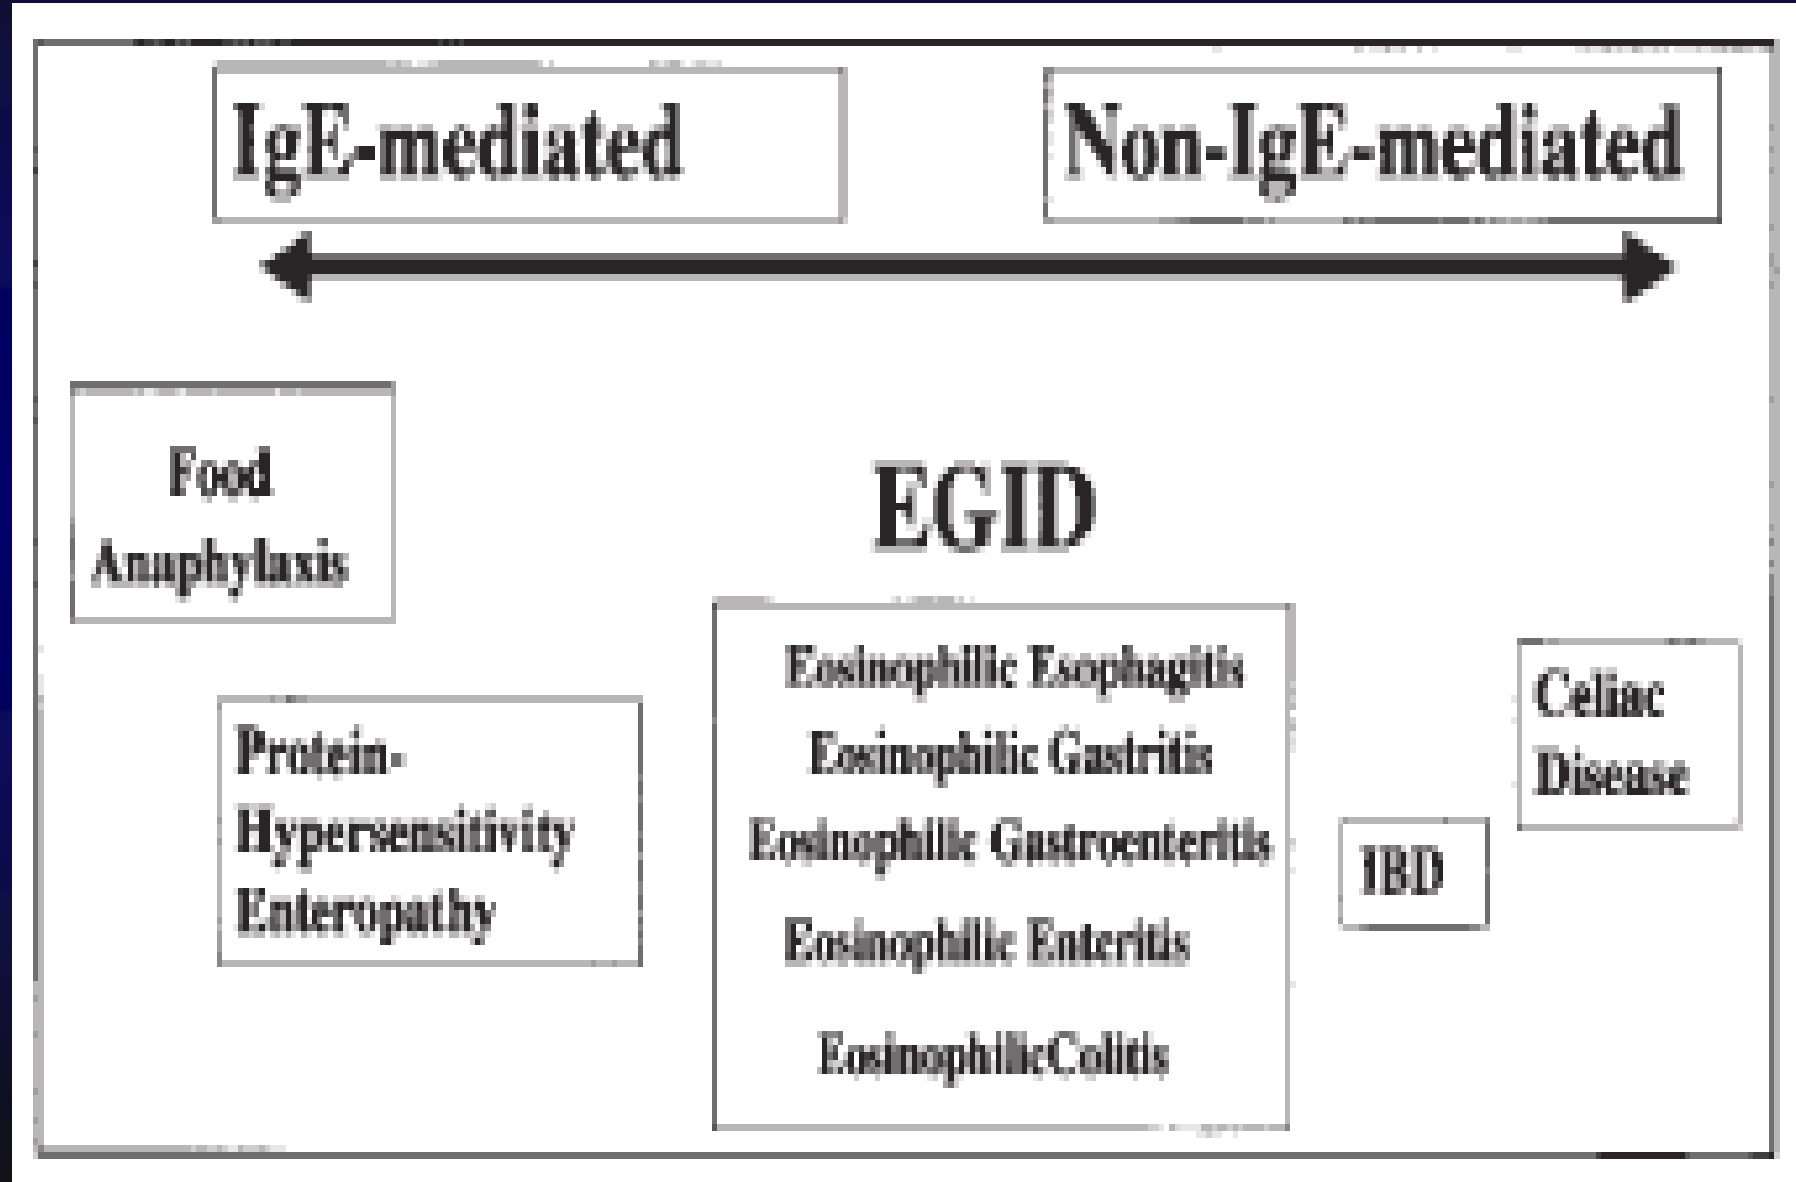 IgE-mediated
Non-IgE-mediated
Food
Anaphylaxis
EGID
Protein-
Hypersensitivity
Enteropathy
Eosinophilic Esophagitis
Eosinophilic Gastritis
Eosinophilic Gastroenteritis
Eosinophilic Enteritis
EosinophilicColitis
IBD
Celiac
Disease